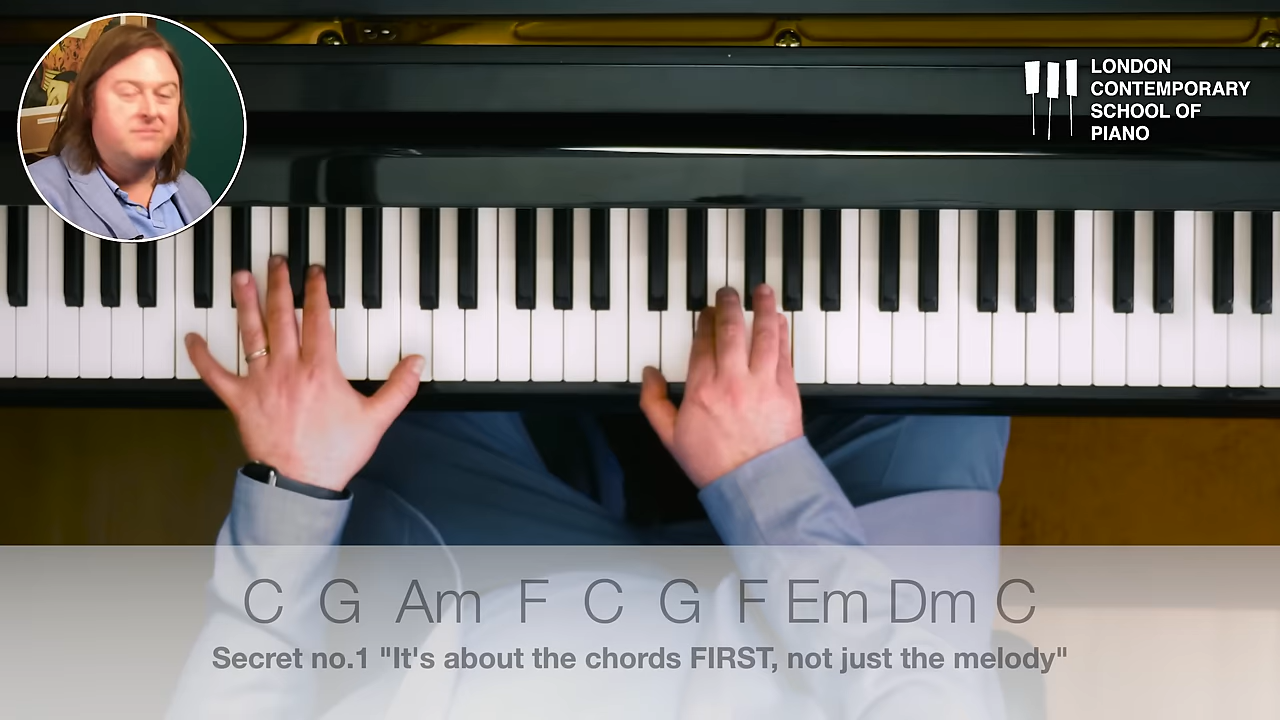 LONDON
CONTEMPORARY
SCHOOL OF
PIANO
C G Am F C G F Em Dm C
Secret no.1 "It's about the chords FIRST, not just the melody"